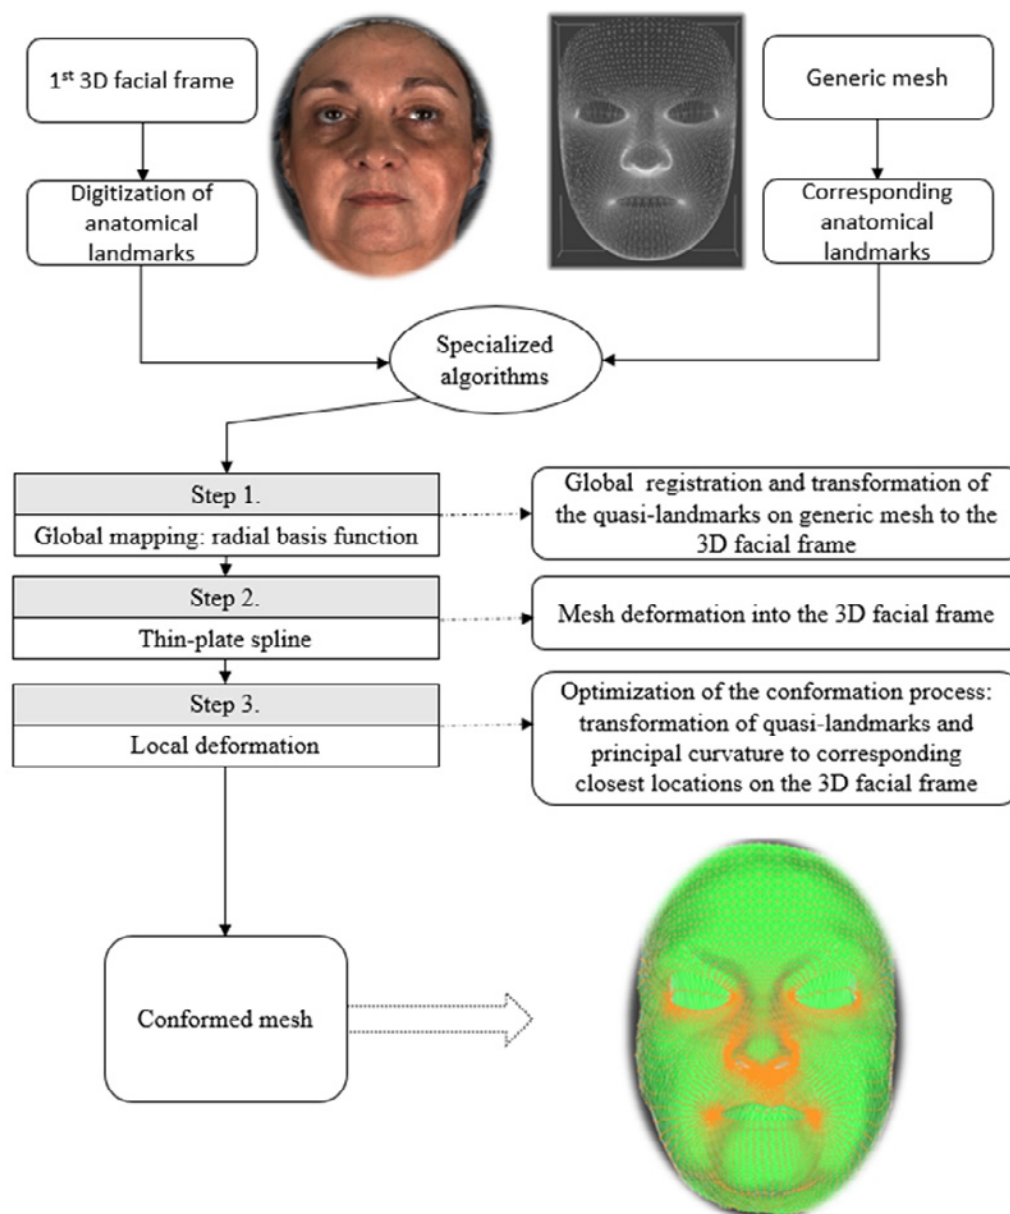 1st 3D facial frame
Generic mesh
Digitization of
anatomical
landmarks
Corresponding
anatomical
landmarks
Specialized
algorithms
Step 1.
Global mapping: radial basis function
Global registration and transformation of
the quasi-landmarks on generic mesh to the
3D facial frame
Step 2.
Thin-plate spline
Mesh deformation into the 3D facial frame
Step 3.
Local deformation
Optimization of the conformation process:
transformation of quasi-landmarks and
principal curvature to corresponding
closest locations on the 3D facial frame
Conformed mesh